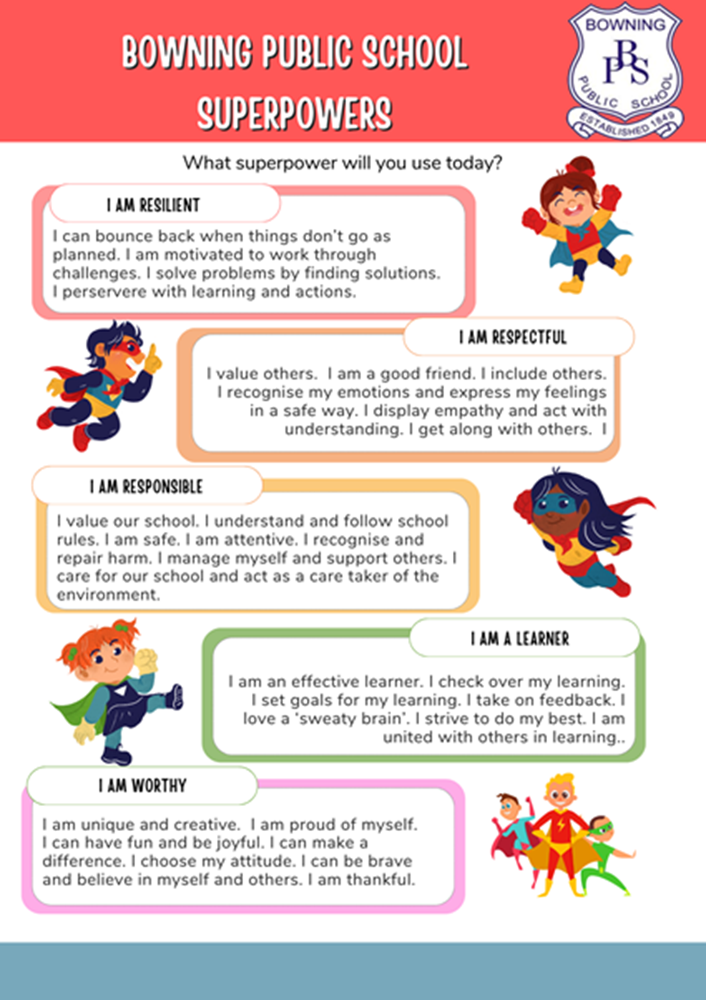 BOWNING PUBLIC SCHOOL
SUPERPOWERS
BOWNING
PBS
PUBLIC SCHOOL
ESTABLISHED 1849
What superpower will you use today?
I AM RESILIENT
I can bounce back when things don't go as
planned. I am motivated to work through
challenges. I solve problems by finding solutions.
I perservere with learning and actions.
I AM RESPECTFUL
I value others.  I am a good friend. I include others.
I recognise my emotions and express my feelings
in a safe way. I display empathy and act with
understanding. I get along with others.  I
I AM RESPONSIBLE
I value our school. I understand and follow school
rules. I am safe. I am attentive. I recognise and
repair harm. I manage myself and support others. I
care for our school and act as a care taker of the
environment.
I AM A LEARNER
I am an effective learner. I check over my learning.
I set goals for my learning. I take on feedback. I
love a 'sweaty brain'. I strive to do my best. I am
united with others in learning..
I AM WORTHY
I am unique and creative.  I am proud of myself.
I can have fun and be joyful. I can make a
difference. I choose my attitude. I can be brave
and believe in myself and others. I am thankful.